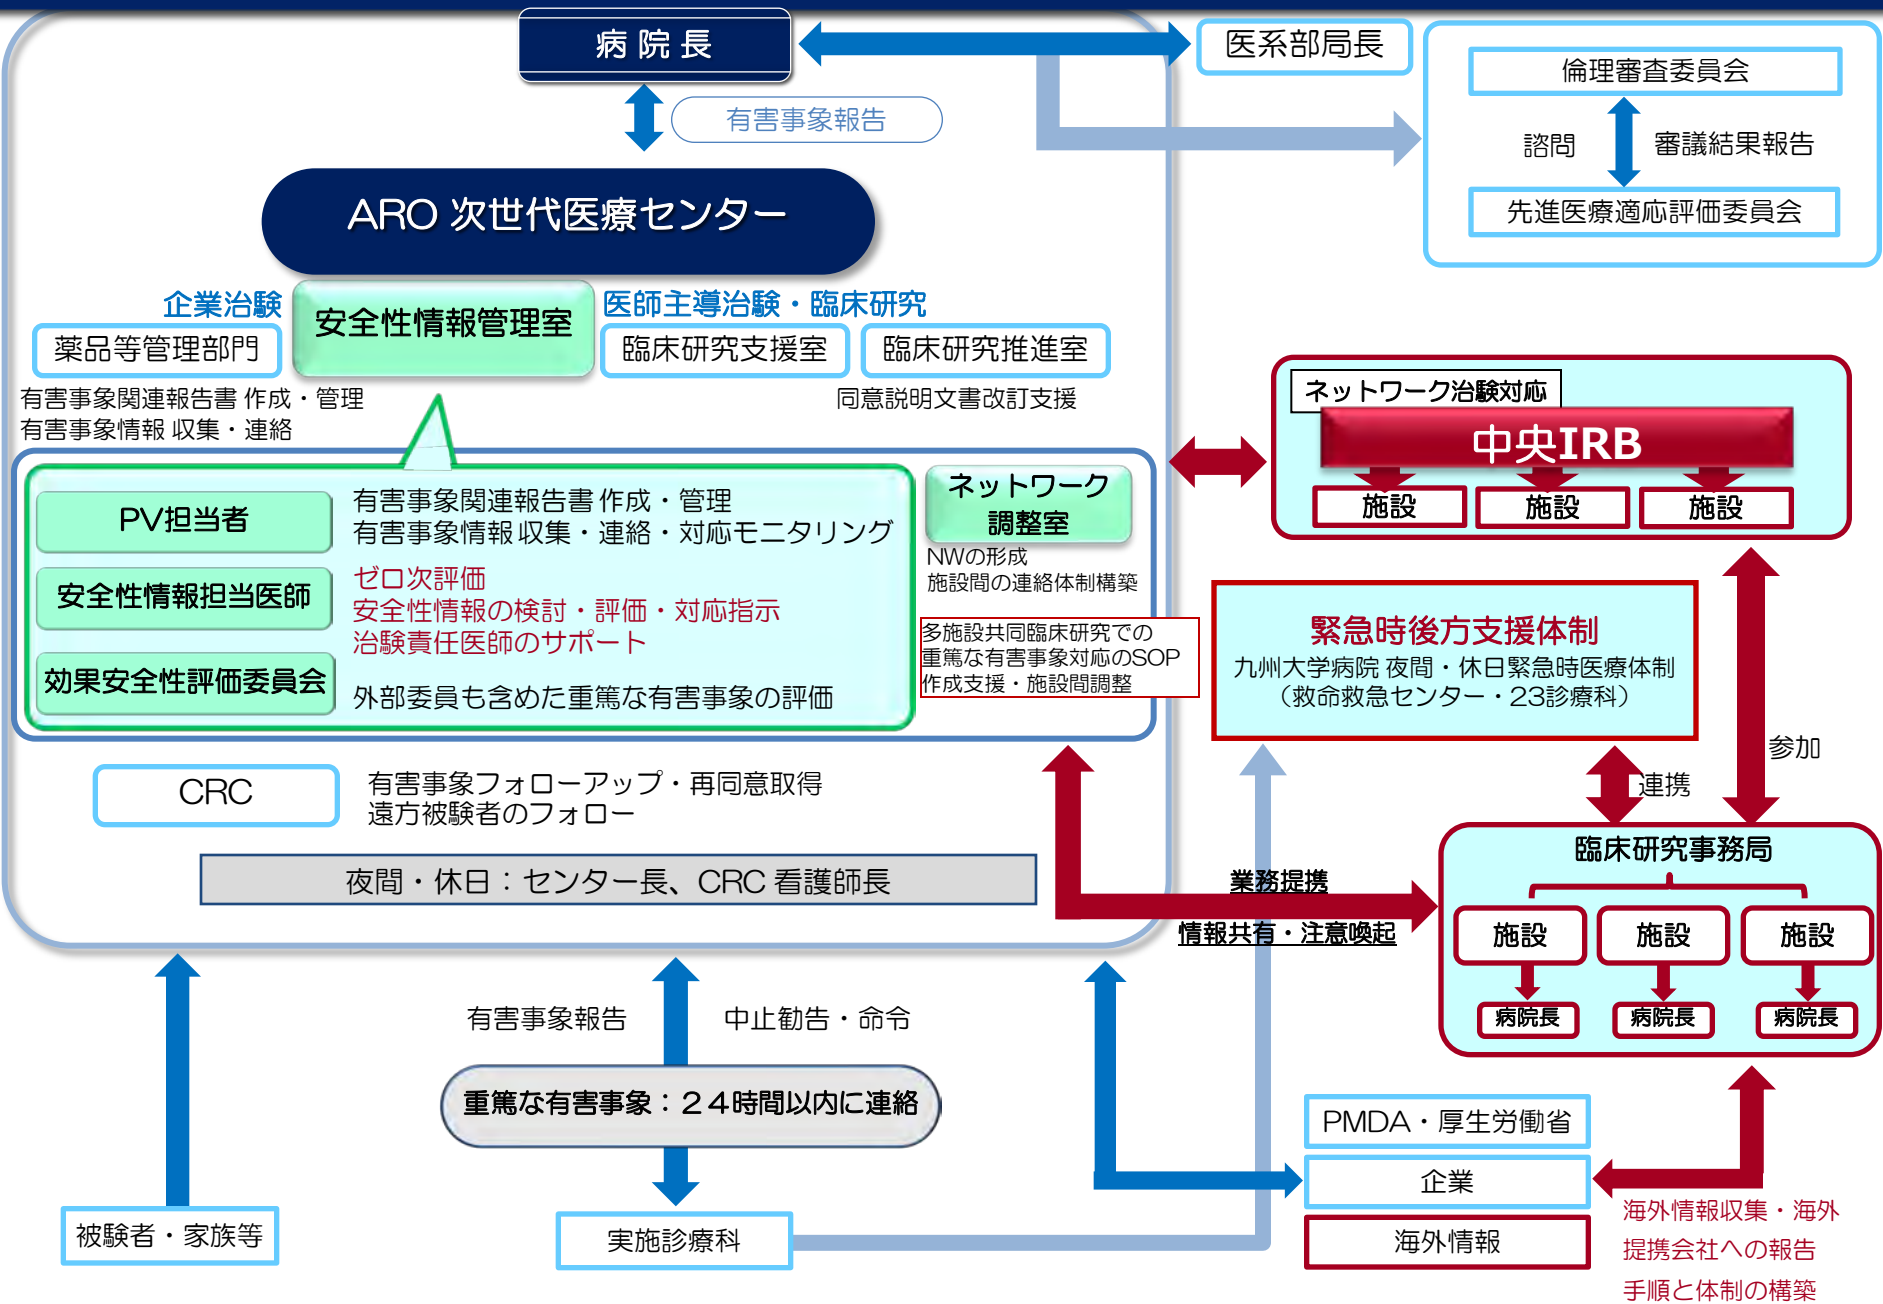 病院長
医系部局長
有害事象報告
倫理審査委員会
諮問
審議結果報告
先進医療適応評価委員会
ARO 次世代医療センター
企業治験
安全性情報管理室
医師主導治験・臨床研究
薬品等管理部門
臨床研究支援室
臨床研究推進室
有害事象関連報告書 作成・管理
有害事象情報 収集・連絡
同意説明文書改訂支援
ネットワーク治験対応
中央IRB
施設
施設
施設
PV担当者
有害事象関連報告書 作成・管理
有害事象情報 収集・連絡・対応モニタリング
安全性情報担当医師
ゼロ次評価
安全性情報の検討・評価・対応指示
治験責任医師のサポート
効果安全性評価委員会
外部委員も含めた重篤な有害事象の評価
ネットワーク
調整室
NWの形成
施設間の連絡体制構築
多施設共同臨床研究での
重篤な有害事象対応のSOP
作成支援・施設間調整
緊急時後方支援体制
九州大学病院 夜間・休日緊急時医療体制
（救命救急センター・23診療科）
参加
連携
CRC
有害事象フォローアップ・再同意取得
遠方被験者のフォロー
夜間・休日：センター長、CRC 看護師長
業務提携
情報共有・注意喚起
臨床研究事務局
施設
施設
施設
病院長
病院長
病院長
有害事象報告
中止勧告・命令
重篤な有害事象：２４時間以内に連絡
被験者・家族等
実施診療科
PMDA・厚生労働省
企業
海外情報
海外情報収集・海外
提携会社への報告
手順と体制の構築